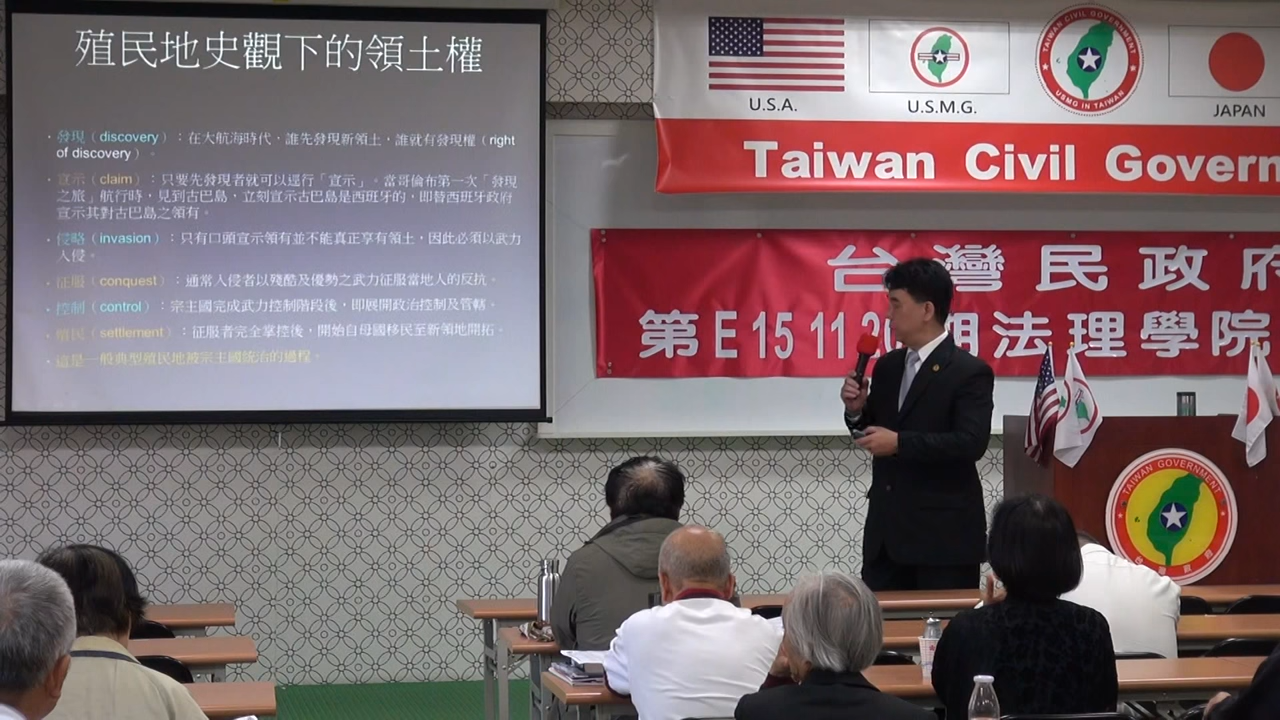 殖民地史觀下的領土權
• 發現（discovery）：在大航海時代，誰先發現新領土，誰就有發現權（right
of discovery）。
• 宣示（claim）：只要先發現者就可以逕行「宣示」。當哥倫布第一次「發現
之旅」航行時，見到古巴島，立刻宣示古巴島是西班牙的，即替西班牙政府
宣示其對古巴島之領有。
• 侵略（invasion）：只有口頭宣示領有並不能真正享有領土，因此必須以武力
入侵。
• 征服（conquest）：通常入侵者以殘酷及優勢之武力征服當地人的反抗。
• 控制（control）：宗主國完成武力控制階段後，即展開政治控制及管轄。
• 殖民（settlement）：征服者完全掌控後，開始自母國移民至新領地開拓。
• 這是一般典型殖民地被宗主國統治的過程。
U.S.A.
U.S.M.G.
TAIWAN CIVIL GOVERNMENT
USMG IN TAIWAN
JAPAN
Taiwan Civil Govern
台灣民政府
第E 15 11 20期法理學院
TAIWAN GOVERNMENT